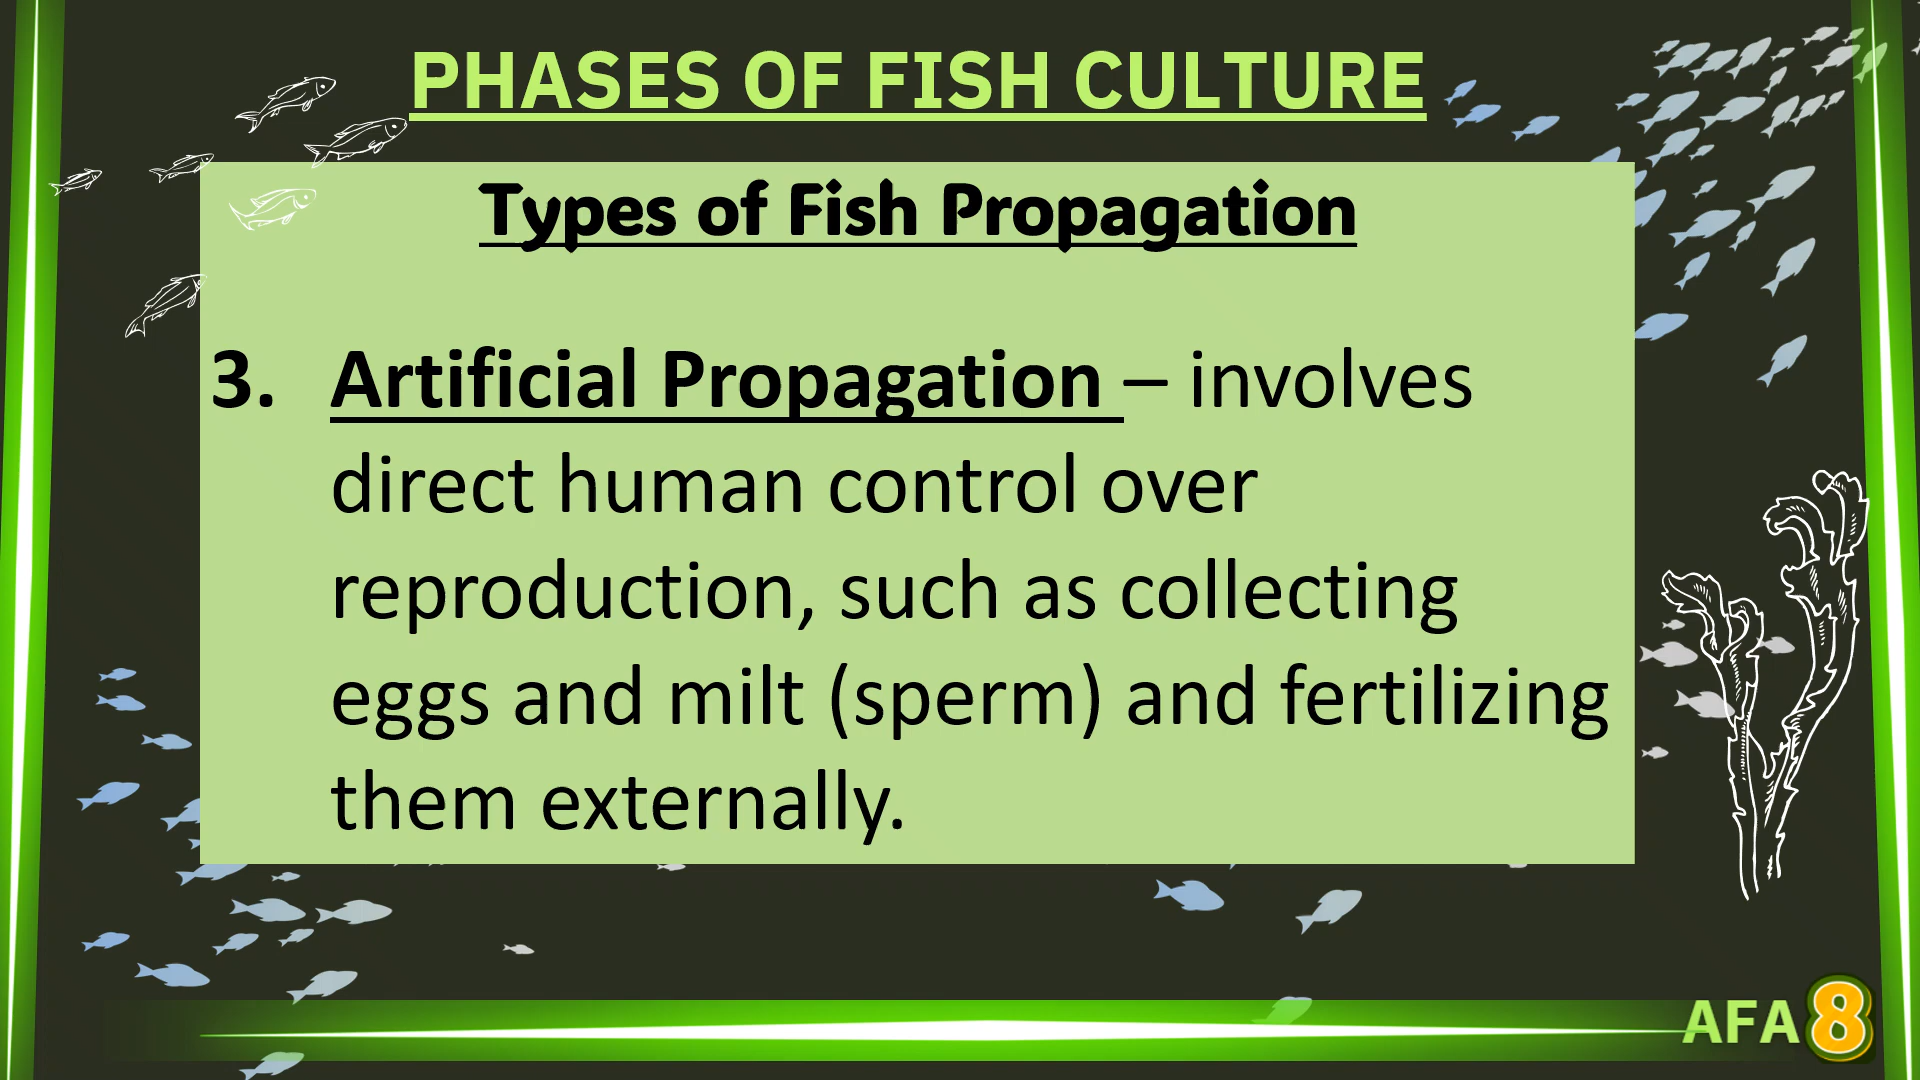 PHASES OF FISH CULTURE
Types of Fish Propagation
3. Artificial Propagation – involves
direct human control over
reproduction, such as collecting
eggs and milt (sperm) and fertilizing
them externally.
AFA 8